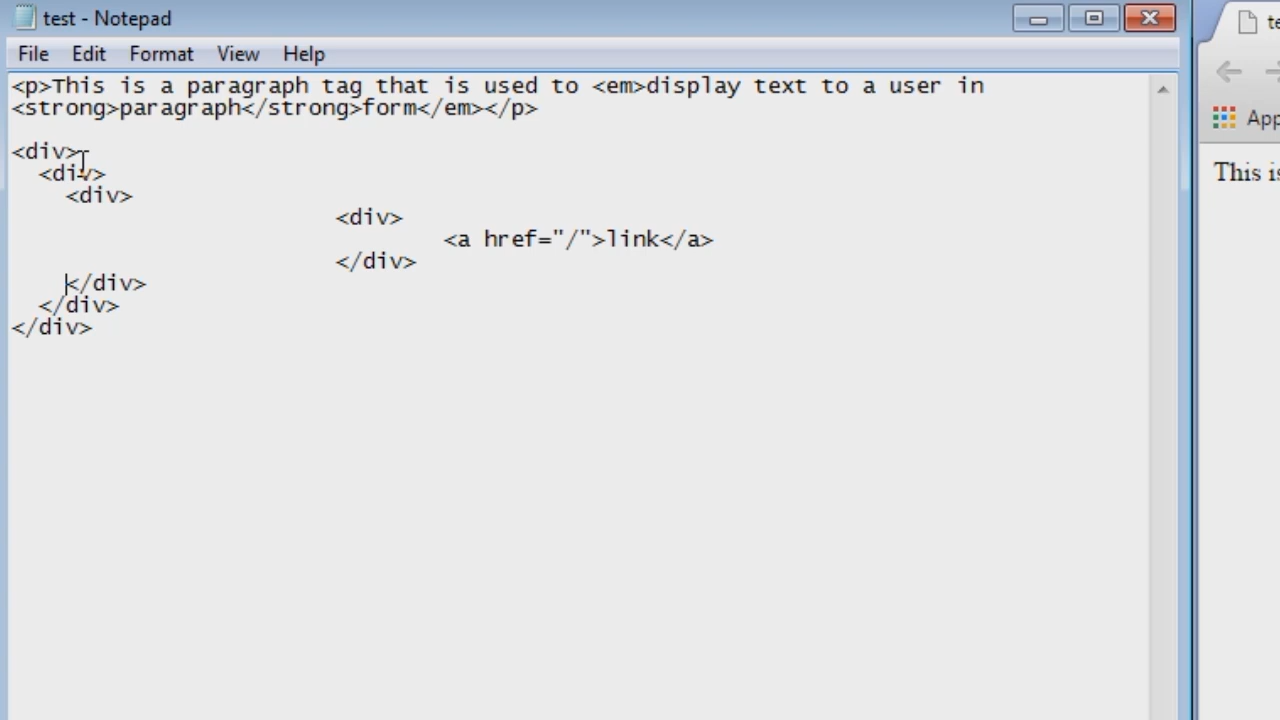 test - Notepad
File Edit Format View Help
<p>This is a paragraph tag that is used to <em>display text to a user in
<strong>paragraph</strong>form</em></p>
<div>
  <div>
    <div>
                        <div>
                                <a href="/">link</a>
                        </div>
    </div>
  </div>
</div>
te
App
This is